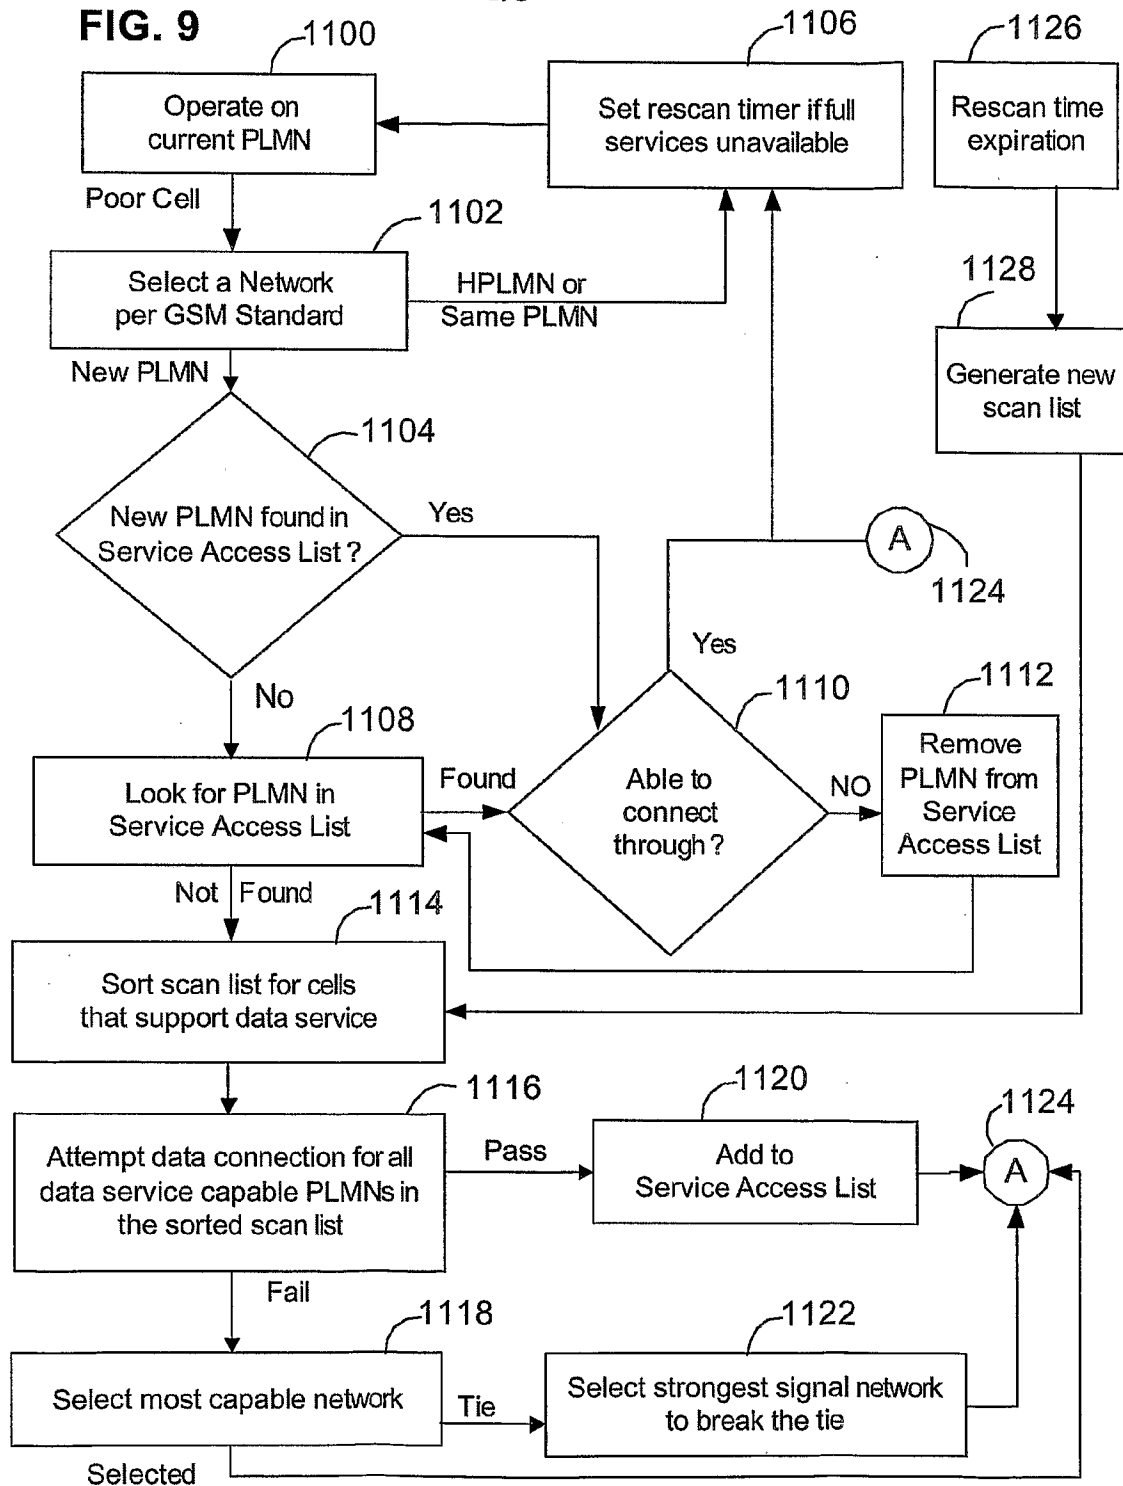 FIG. 9
1100
1106
1126
Operate on
current PLMN
Set rescan timer if full
services unavailable
Rescan time
expiration
Poor Cell
1102
Select a Network
per GSM Standard
HPLMN or
Same PLMN
1128
Generate new
scan list
New PLMN
1104
New PLMN found in
Service Access List ?
Yes
A
1124
Yes
No
1108
1110
1112
Look for PLMN in
Service Access List
Found
Able to
connect
through ?
NO
Remove
PLMN from
Service
Access List
Not Found
1114
Sort scan list for cells
that support data service
1116
1120
1124
Attempt data connection for all
data service capable PLMNs in
the sorted scan list
Pass
Add to
Service Access List
A
Fail
1118
1122
Select most capable network
Tie
Select strongest signal network
to break the tie
Selected